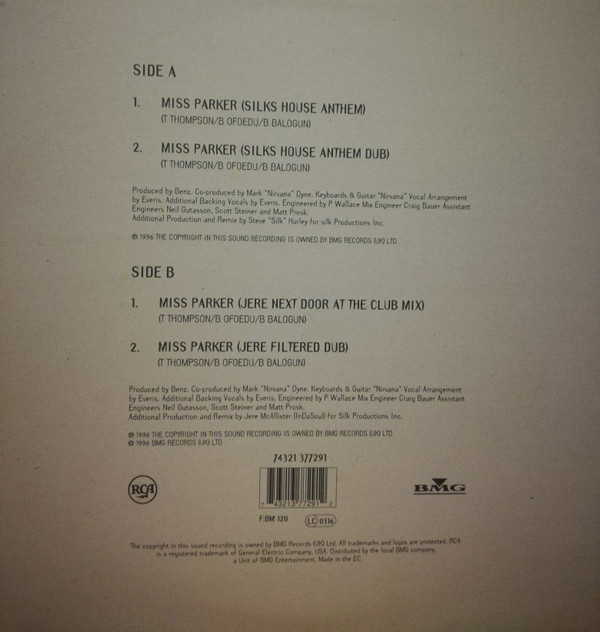 SIDE A
1. MISS PARKER (SILKS HOUSE ANTHEM)
(T THOMPSON/B OFOEDU/B BALOGUN)
2. MISS PARKER (SILKS HOUSE ANTHEM DUB)
(T THOMPSON/B OFOEDU/B BALOGUN)
Produced by Benz. Co-produced by Mark "Nirvana" Dyne. Keyboards & Guitar "Nirvana" Vocal Arrangement
by Everis. Additional Backing Vocals by Everis. Engineered by P Wallace Mix Engineer Craig Bauer Assistant
Engineers Neil Gutasson, Scott Steiner and Matt Prosk.
Additional Production and Remix by Steve "Silk" Hurley for silk Productions Inc.
℗ 1996 THE COPYRIGHT IN THIS SOUND RECORDING IS OWNED BY BMG RECORDS (UK) LTD
SIDE B
1. MISS PARKER (JERE NEXT DOOR AT THE CLUB MIX)
(T THOMPSON/B OFOEDU/B BALOGUN)
2. MISS PARKER (JERE FILTERED DUB)
(T THOMPSON/B OFOEDU/B BALOGUN)
Produced by Benz. Co-produced by Mark "Nirvana" Dyne. Keyboards & Guitar "Nirvana" Vocal Arrangement
by Everis. Additional Backing Vocals by Everis. Engineered by P Wallace Mix Engineer Craig Bauer Assistant
Engineers Neil Gutasson, Scott Steiner and Matt Prosk.
Additional Production and Remix by Jere McAllister (InDaSoul) for Silk Productions Inc.
℗ 1996 THE COPYRIGHT IN THIS SOUND RECORDING IS OWNED BY BMG RECORDS (UK) LTD
© 1996 BMG RECORDS (UK) LTD
74321 377291
RCA
7 43213 77291 2
BMG
F:BM 120
LC 0316
The copyright in this sound recording is owned by BMG Records (UK) Ltd. All trademarks and logos are protected. RCA
is a registered trademark of General Electric Company, USA. Distributed by the local BMG company.
a Unit of BMG Entertainment. Made in the EC.